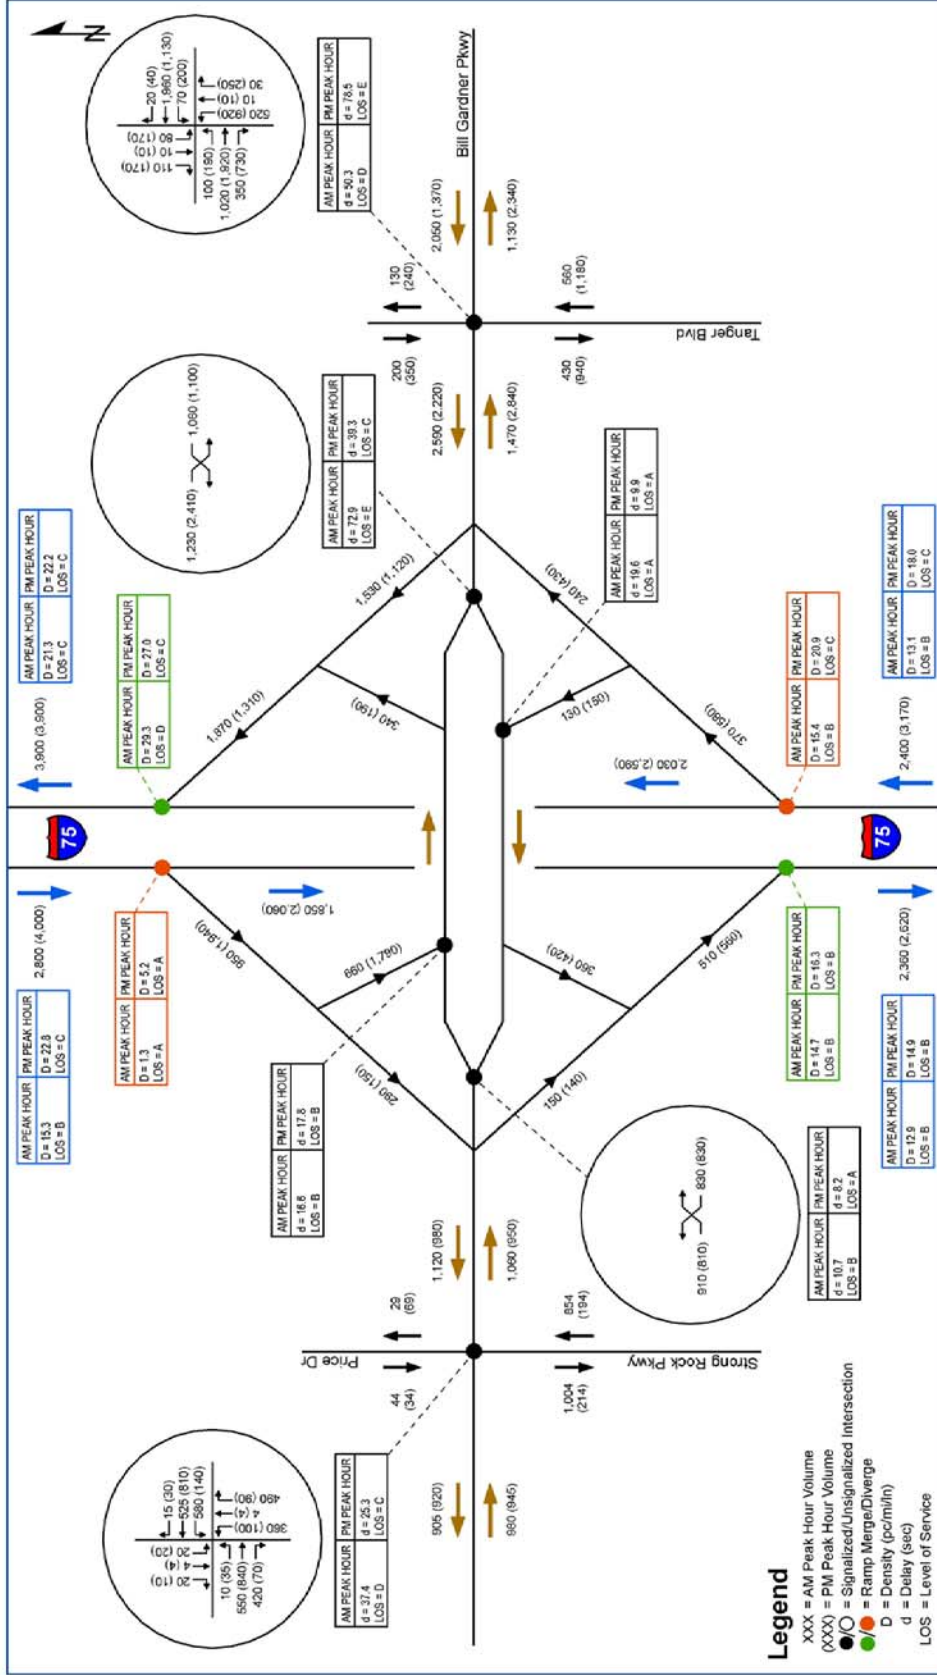 N
20 (40)
1,960 (1,130)
70 (200)
110 (170)
10 (10)
80 (170)
100 (190)
1,020 (1,920)
350 (730)
520 (920)
10 (10)
30 (250)
AM PEAK HOUR PM PEAK HOUR
d = 50.3 d = 78.5
LOS = D LOS = E
Bill Gardner Pkwy
2,050 (1,370)
1,130 (2,340)
130
(240)
200
(350)
560
(1,180)
430
(940)
Tanger Blvd
2,590 (2,220)
1,470 (2,840)
1,230 (2,410)
1,060 (1,100)
AM PEAK HOUR PM PEAK HOUR
d = 72.9 d = 39.3
LOS = E LOS = C
AM PEAK HOUR PM PEAK HOUR
d = 19.6 d = 9.9
LOS = A LOS = A
AM PEAK HOUR PM PEAK HOUR
D = 21.3 D = 22.2
LOS = C LOS = C
3,900 (3,900)
AM PEAK HOUR PM PEAK HOUR
D = 29.3 D = 27.0
LOS = D LOS = C
1,530 (1,120)
1,870 (1,310)
340 (190)
240 (430)
130 (150)
370 (580)
2,030 (2,590)
AM PEAK HOUR PM PEAK HOUR
D = 15.4 D = 20.9
LOS = B LOS = C
AM PEAK HOUR PM PEAK HOUR
D = 13.1 D = 18.0
LOS = B LOS = C
2,400 (3,170)
75
75
2,800 (4,000)
AM PEAK HOUR PM PEAK HOUR
D = 15.3 D = 22.8
LOS = B LOS = C
AM PEAK HOUR PM PEAK HOUR
D = 1.3 D = 5.2
LOS = A LOS = A
950 (1,940)
1,850 (2,060)
660 (1,790)
290 (150)
360 (420)
510 (560)
150 (140)
AM PEAK HOUR PM PEAK HOUR
d = 16.6 d = 17.8
LOS = B LOS = B
AM PEAK HOUR PM PEAK HOUR
D = 14.7 D = 16.3
LOS = B LOS = B
2,360 (2,620)
AM PEAK HOUR PM PEAK HOUR
D = 12.9 D = 14.9
LOS = B LOS = B
910 (810)
830 (830)
AM PEAK HOUR PM PEAK HOUR
d = 10.7 d = 8.2
LOS = B LOS = A
1,120 (980)
1,060 (950)
29
(69)
44
(34)
Price Dr
854
(194)
1,004
(214)
Strong Rock Pkwy
15 (30)
525 (810)
580 (140)
20 (10)
4 (4)
20 (20)
10 (35)
550 (840)
420 (70)
360 (100)
4 (4)
490 (90)
AM PEAK HOUR PM PEAK HOUR
d = 37.4 d = 25.3
LOS = D LOS = C
905 (920)
980 (945)
Legend
XXX = AM Peak Hour Volume
(XXX) = PM Peak Hour Volume
= Signalized/Unsignalized Intersection
= Ramp Merge/Diverge
D = Density (pc/mi/ln)
d = Delay (sec)
LOS = Level of Service